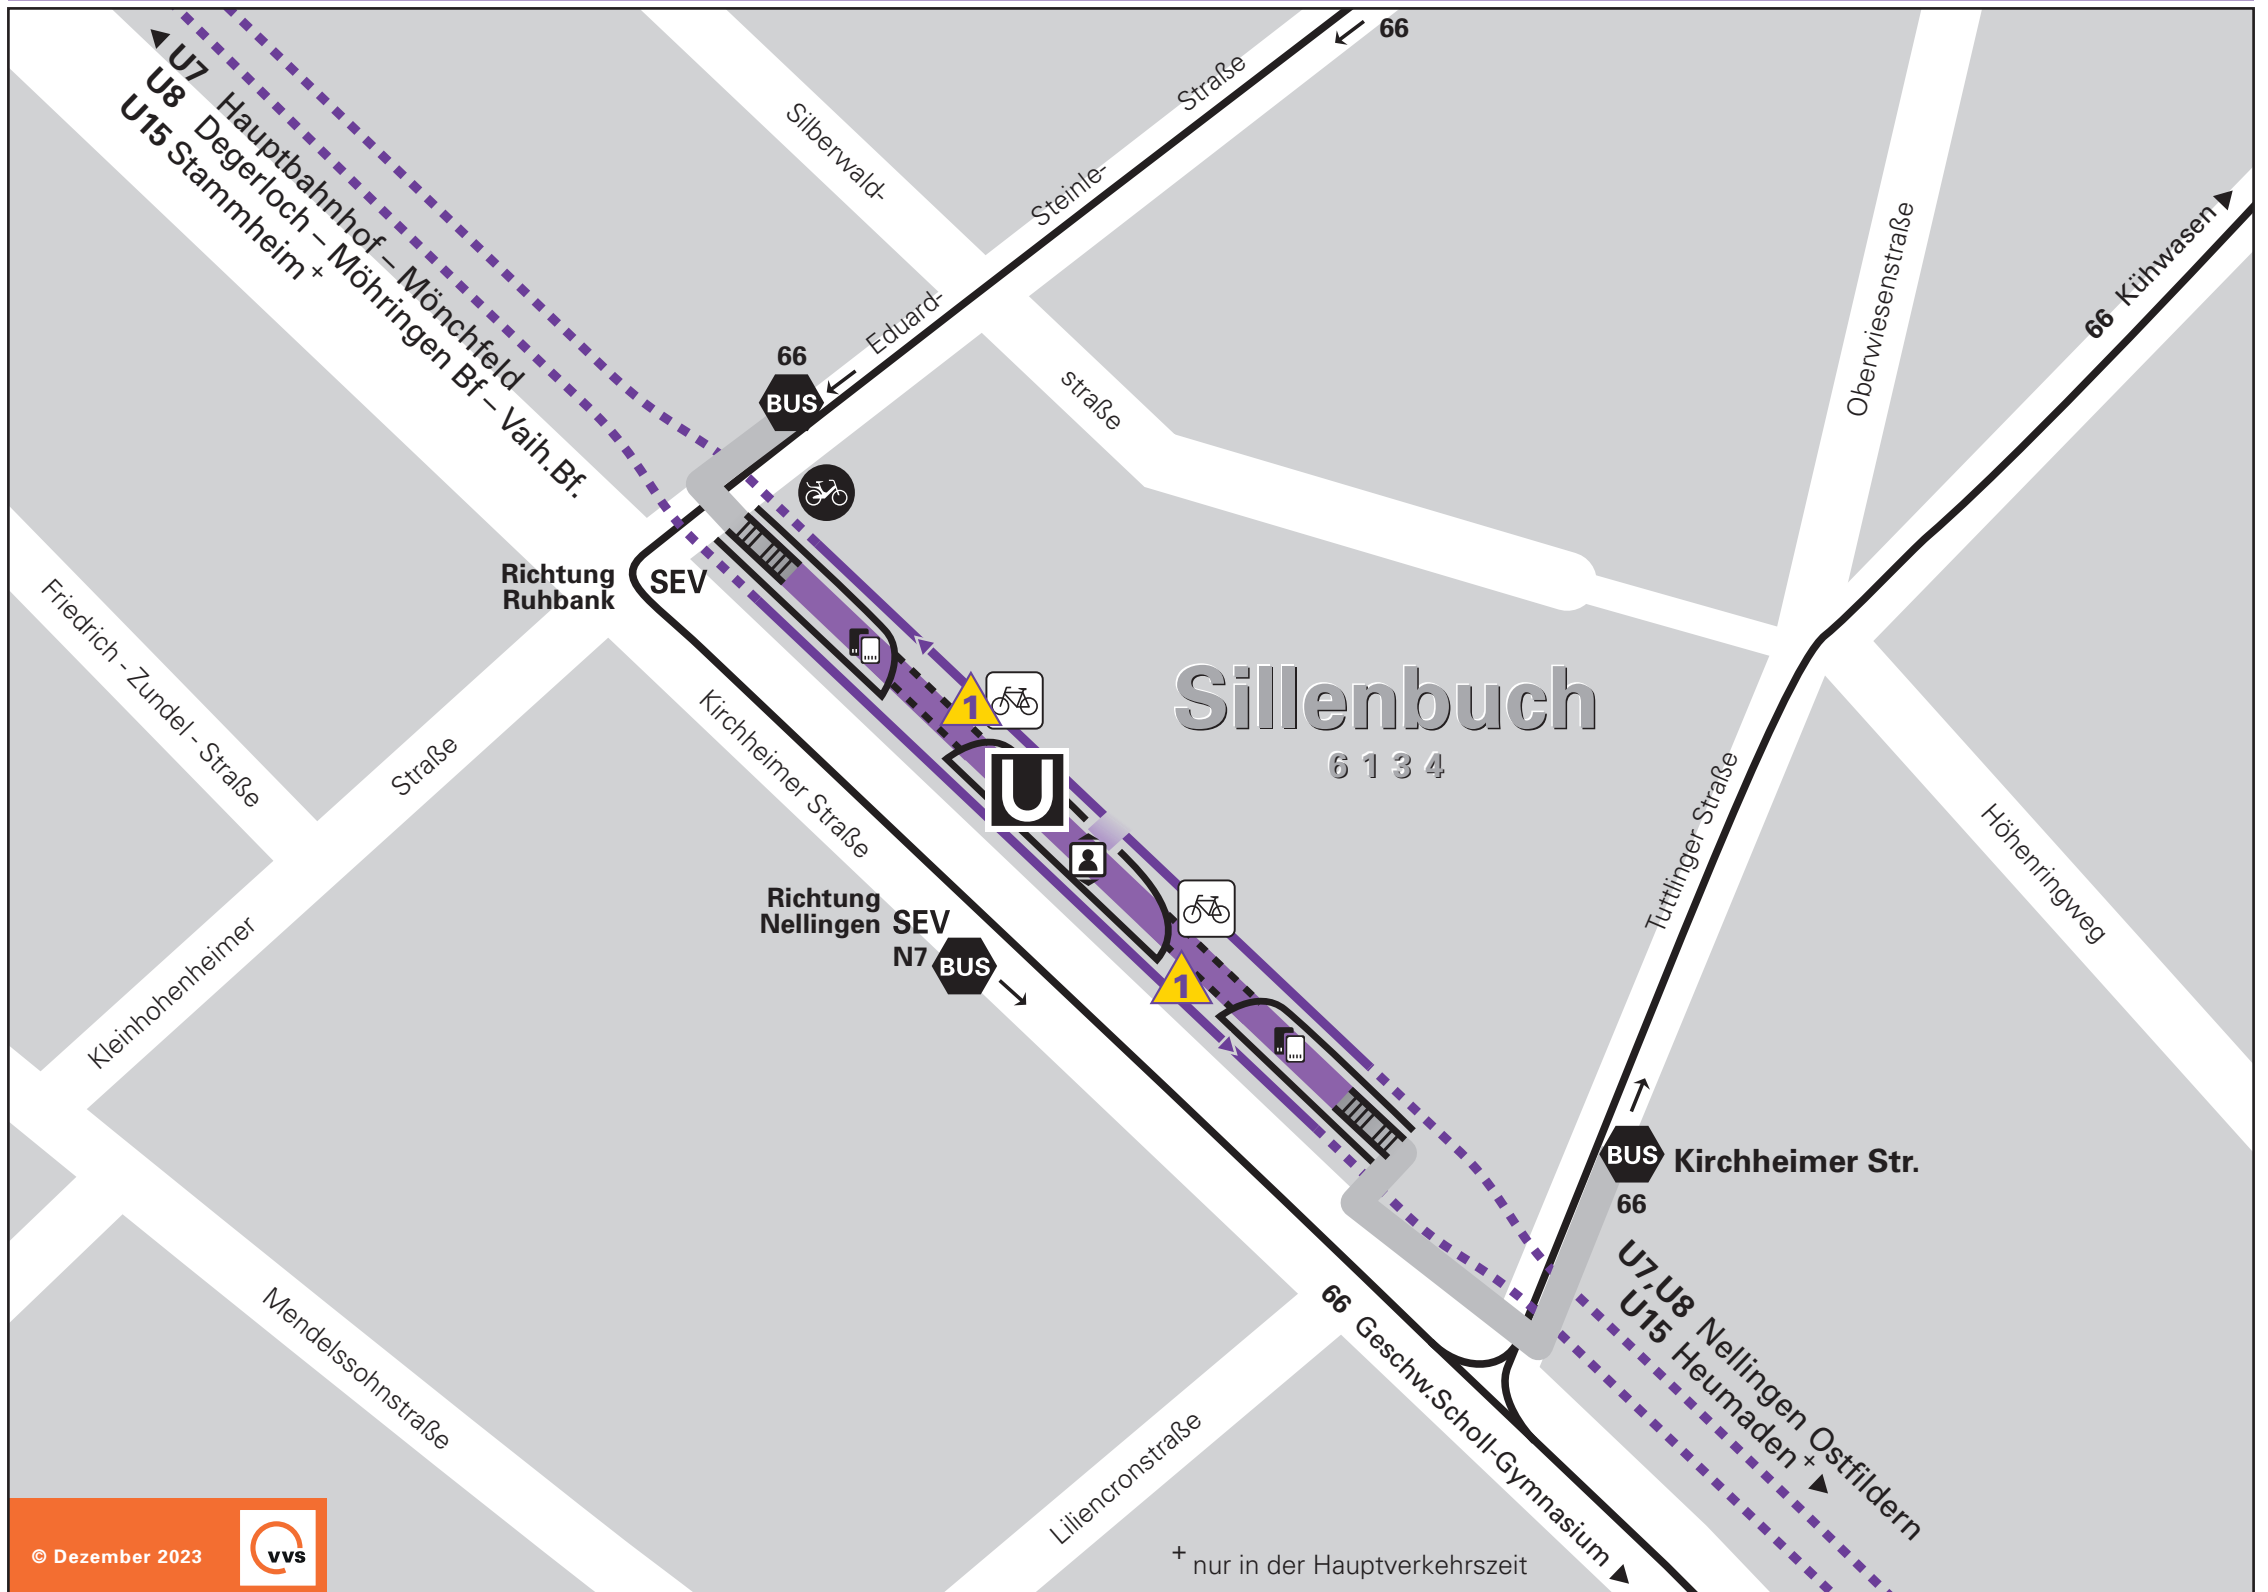 66
U7 Hauptbahnhof – Mönchfeld
U8 Degerloch – Möhringen Bf – Vaih.Bf.
U15 Stammheim +
Silberwald-
straße
Straße
Steinle-
Eduard-
Oberwiesenstraße
66 Kühwasen
66
BUS
Richtung
Ruhbank
SEV
Friedrich - Zundel - Straße
Straße
Kleinhohenheimer
Kirchheimer Straße
1
U
Sillenbuch
6134
Tuttlinger Straße
Höhenringweg
Richtung
Nellingen
SEV
N7
BUS
1
BUS
Kirchheimer Str.
66
U7,U8 Nellingen Ostfildern
U15 Heumaden +
66 Geschw.Scholl-Gymnasium
Mendelssohnstraße
Liliencronstraße
+ nur in der Hauptverkehrszeit
© Dezember 2023
VVS